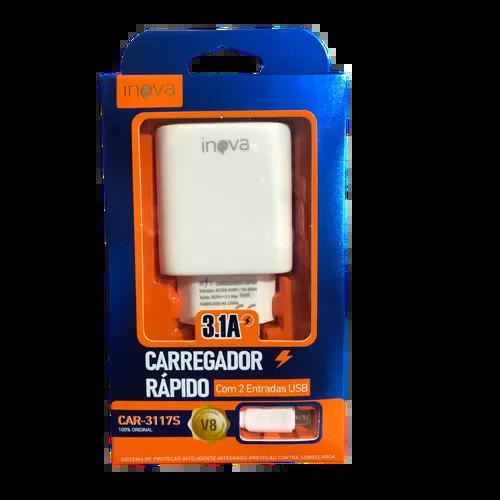 inova
inova
3.1A
CARREGADOR
RÁPIDO
Com 2 Entradas USB
CAR-3117S
100% ORIGINAL
V8
SISTEMA DE PROTEÇÃO INTELIGENTE INTEGRADO PROTEÇÃO CONTRA SOBRECARGA